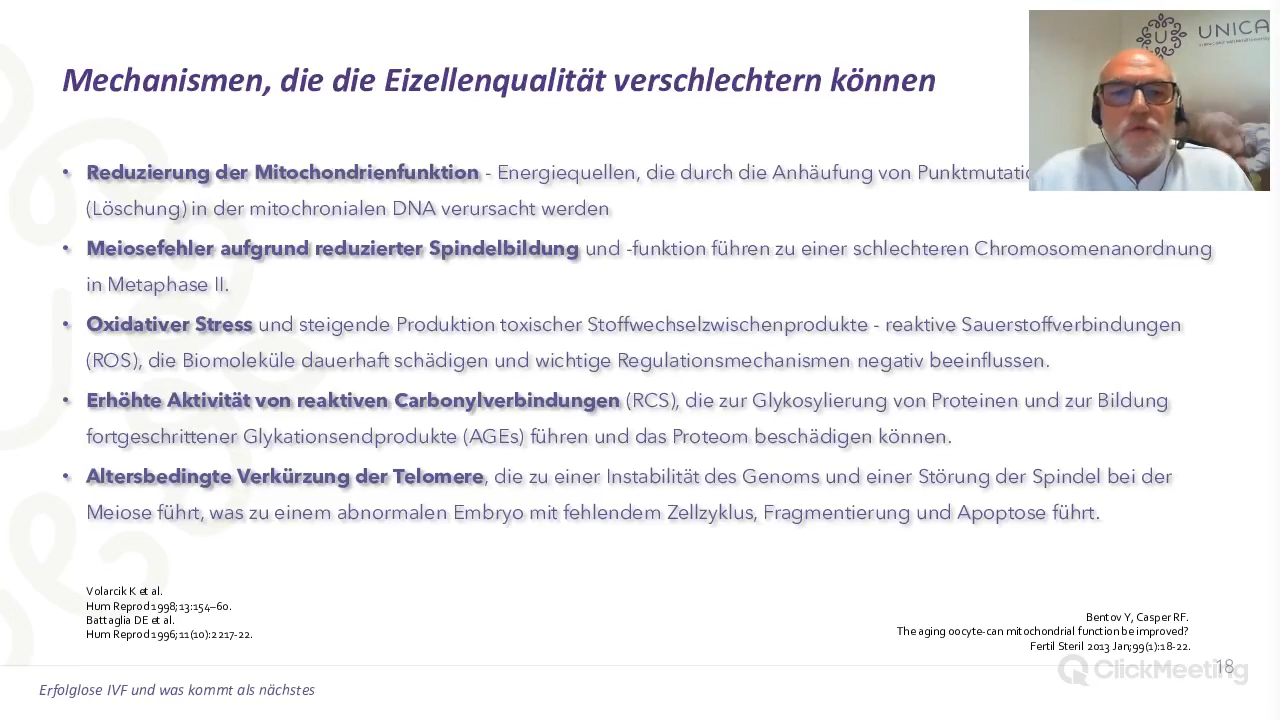 UNICA
Mechanismen, die die Eizellenqualität verschlechtern können
• Reduzierung der Mitochondrienfunktion - Energiequellen, die durch die Anhäufung von
(Löschung) in der mitochronialen DNA verursacht werden
• Meiosefehler aufgrund reduzierter Spindelbildung und -funktion führen zu einer schlechteren Chromosomenanordnung
in Metaphase II.
• Oxidativer Stress und steigende Produktion toxischer Stoffwechselzwischenprodukte - reaktive Sauerstoffverbindungen
(ROS), die Biomoleküle dauerhaft schädigen und wichtige Regulationsmechanismen negativ beeinflussen.
• Erhöhte Aktivität von reaktiven Carbonylverbindungen (RCS), die zur Glykosylierung von Proteinen und zur Bildung
fortgeschrittener Glykationsendprodukte (AGEs) führen und das Proteom beschädigen können.
• Altersbedingte Verkürzung der Telomere, die zu einer Instabilität des Genoms und einer Störung der Spindel bei der
Meiose führt, was zu einem abnormalen Embryo mit fehlendem Zellzyklus, Fragmentierung und Apoptose führt.
Volarcik K et al.
Hum Reprod 1998;13:154–60.
Battaglia DE et al.
Hum Reprod 1996;11(10):2217-22.
Bentov Y, Casper RF.
The aging oocyte-can mitochondrial function be improved?
Fertil Steril 2013 Jan;99(1):18-22.
18
ClickMeeting
Erfolglose IVF und was kommt als nächstes